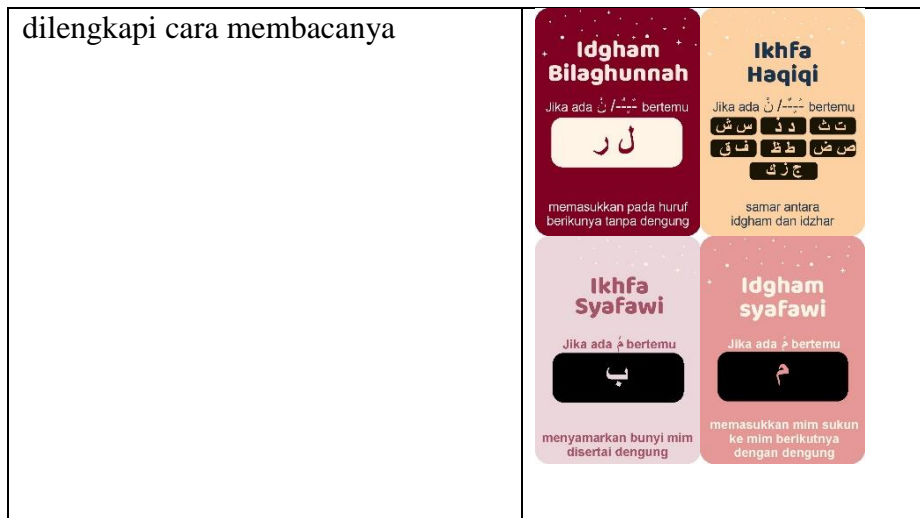 dilengkapi cara membacanya
Idgham
Bilaghunnah
Jika ada نْ /-ًٌٍ-- bertemu
ل ر
memasukkan pada huruf
berikunya tanpa dengung
Ikhfa
Haqiqi
Jika ada نْ /-ًٌٍ-- bertemu
ت ث
د ذ
س ش
ص ض
ط ظ
ف ق
ج ز ك
samar antara
idgham dan idzhar
Ikhfa
Syafawi
Jika ada مْ bertemu
ب
menyamarkan bunyi mim
disertai dengung
Idgham
syafawi
Jika ada مْ bertemu
م
memasukkan mim sukun
ke mim berikutnya
dengan dengung